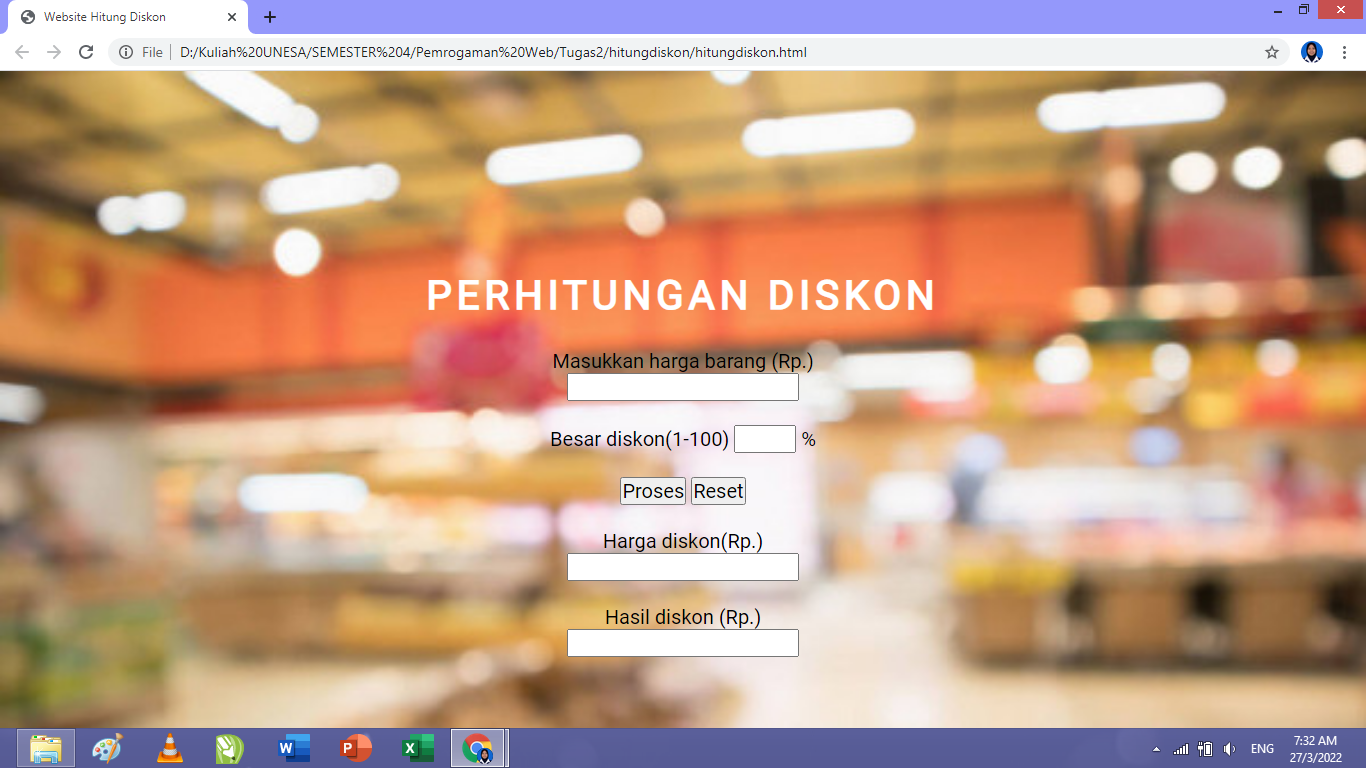 Website Hitung Diskon
File
D:/Kuliah%20UNESA/SEMESTER%204/Pemrogaman%20Web/Tugas2/hitungdiskon/hitungdiskon.html
PERHITUNGAN DISKON
Masukkan harga barang (Rp.)
Besar diskon(1-100) %
Proses Reset
Harga diskon(Rp.)
Hasil diskon (Rp.)
ENG
7:32 AM
27/3/2022